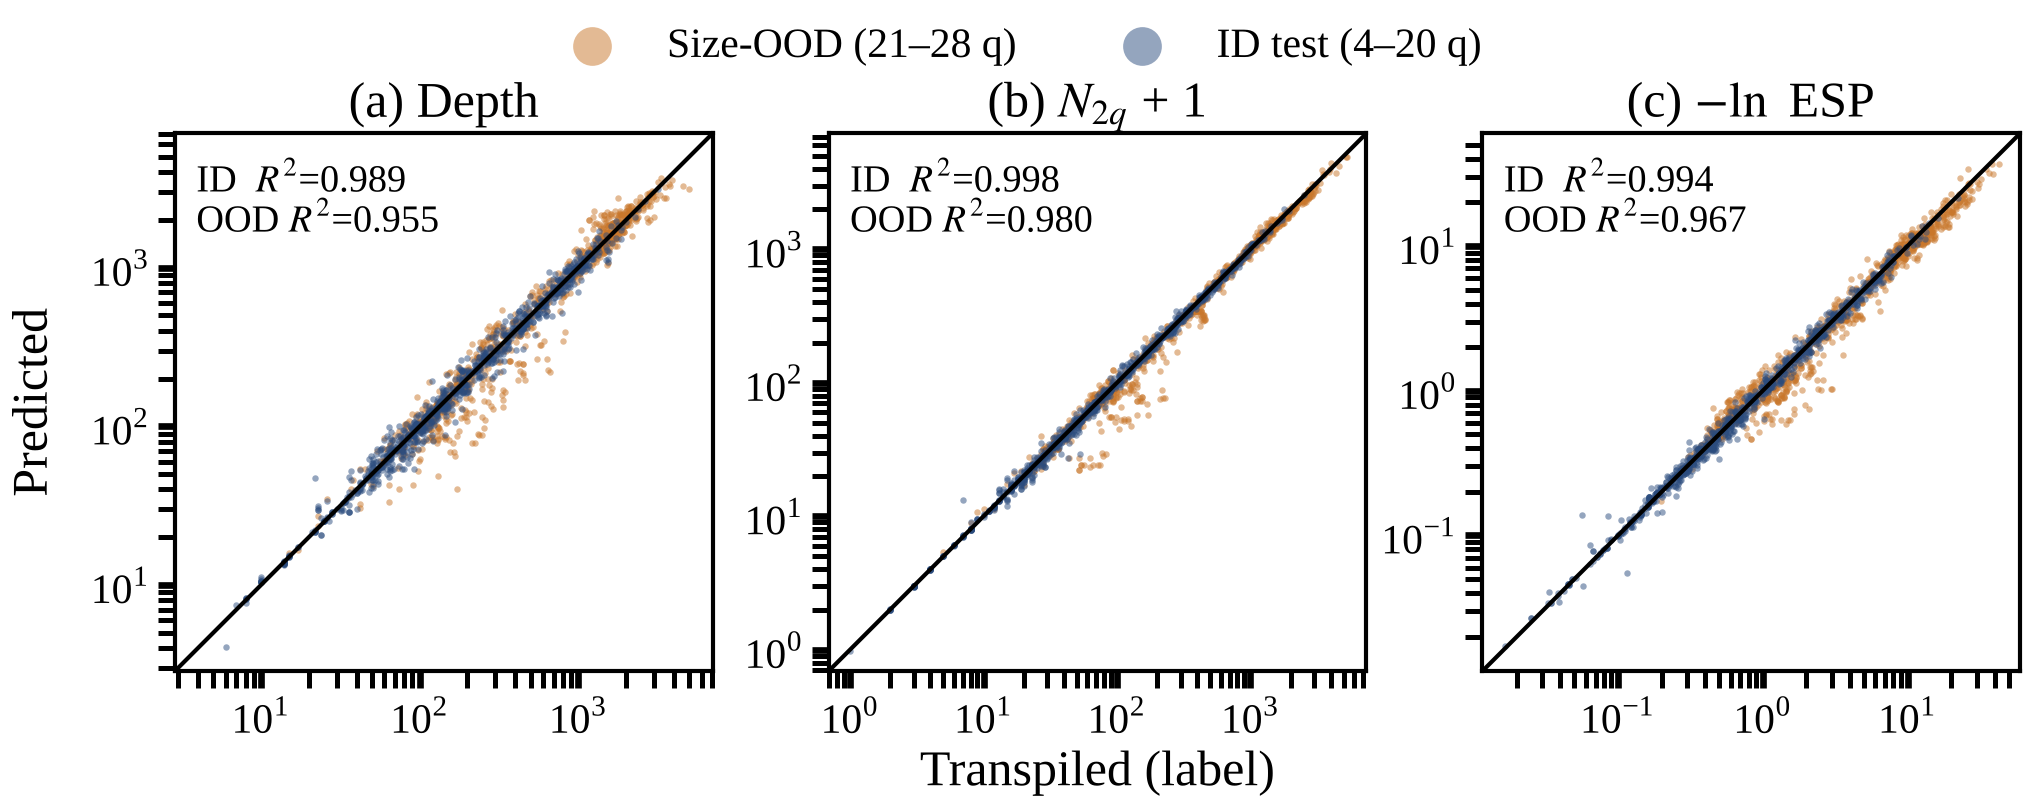 Size-OOD (21–28 q) ID test (4–20 q)
(a) Depth
(b) N₂q + 1
(c) −ln ESP
ID R²=0.989
OOD R²=0.955
ID R²=0.998
OOD R²=0.980
ID R²=0.994
OOD R²=0.967
Predicted
10³
10²
10¹
10¹ 10² 10³
10³
10²
10¹
10⁰
10⁰ 10¹ 10² 10³
10¹
10⁰
10⁻¹
10⁻¹ 10⁰ 10¹
Transpiled (label)